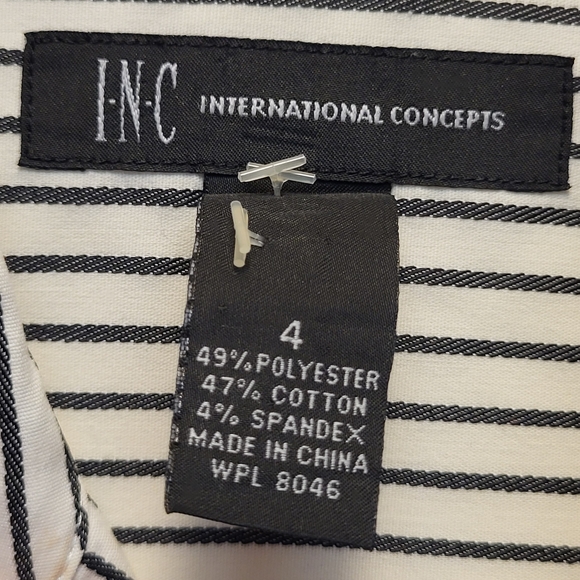 I·N·C INTERNATIONAL CONCEPTS
4
49% POLYESTER
47% COTTON
4% SPANDEX
MADE IN CHINA
WPL 8046